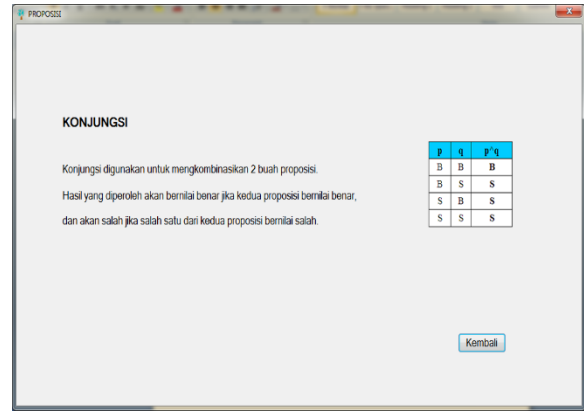 PROPOSISI
KONJUNGSI
Konjungsi digunakan untuk mengkombinasikan 2 buah proposisi.
Hasil yang diperoleh akan bernilai benar jika kedua proposisi bernilai benar,
dan akan salah jika salah satu dari kedua proposisi bernilai salah.
p q p^q
B B B
B S S
S B S
S S S
Kembali